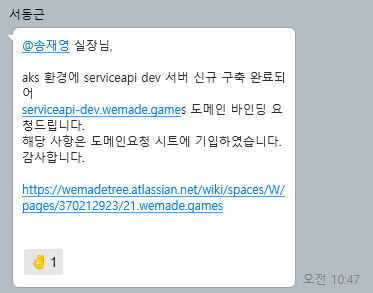 서동근
@송재영 실장님,
aks 환경에 serviceapi dev 서버 신규 구축 완료되
어
serviceapi-dev.wemade.games 도메인 바인딩 요
청드립니다.
해당 사항은 도메인요청 시트에 기입하였습니다.
감사합니다.
https://wemadetree.atlassian.net/wiki/spaces/W/
pages/370212923/21.wemade.games
👌 1
오전 10:47